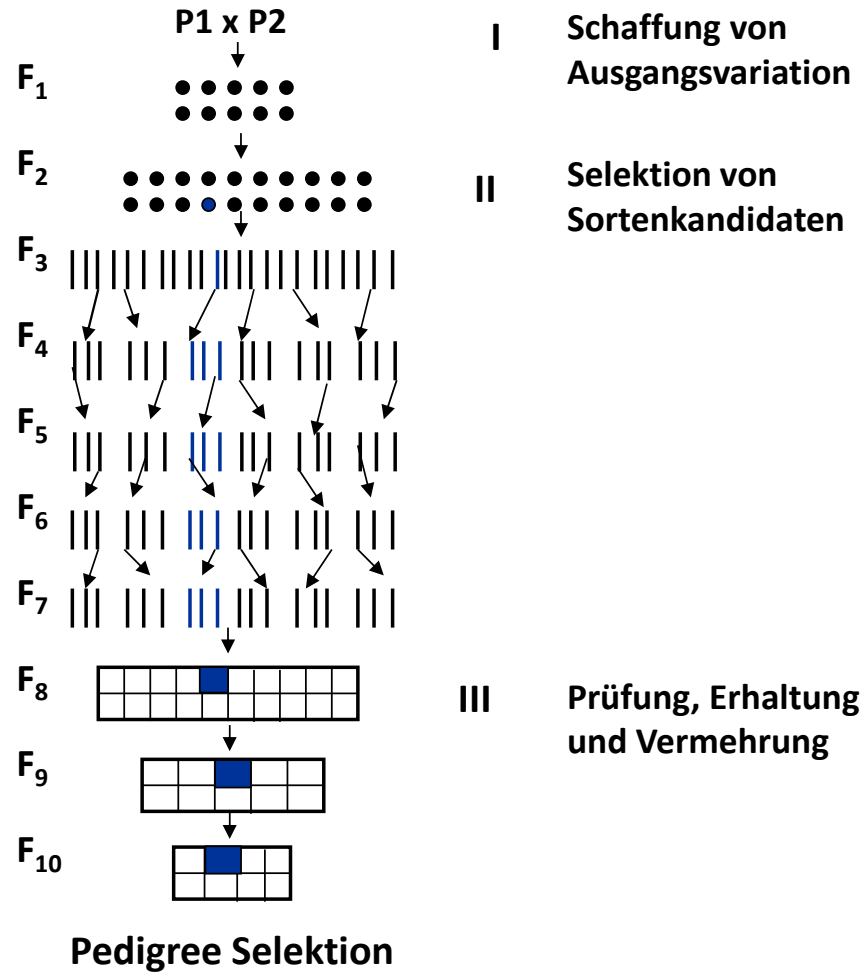 P1 x P2
I
Schaffung von
Ausgangsvariation
F₁
F₂
II
Selektion von
Sortenkandidaten
F₃
F₄
F₅
F₆
F₇
F₈
III
Prüfung, Erhaltung
und Vermehrung
F₉
F₁₀
Pedigree Selektion